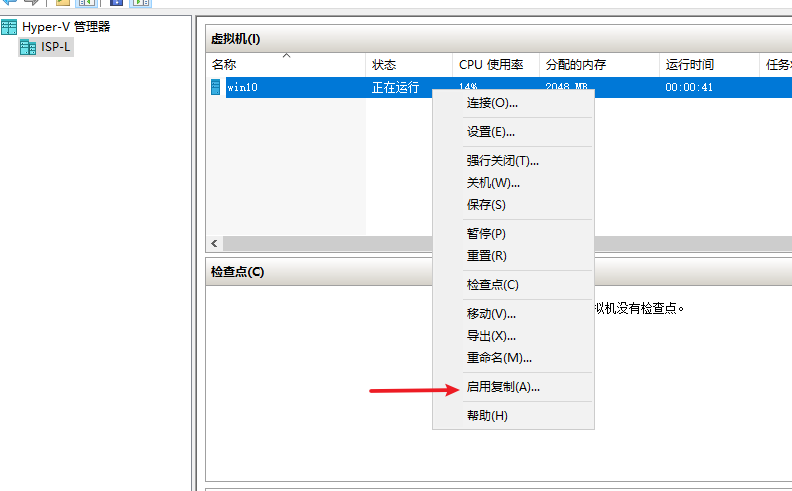 Hyper-V 管理器
ISP-L
虚拟机(I)
名称 状态 CPU 使用率 分配的内存 运行时间
win10 正在运行 14% 2048 MB 00:00:41
连接(O)...
设置(E)...
强行关闭(T)...
关机(W)...
保存(S)
暂停(P)
重置(R)
检查点(C)
检查点(C)
拟机没有检查点。
移动(V)...
导出(X)...
重命名(M)...
启用复制(A)...
帮助(H)